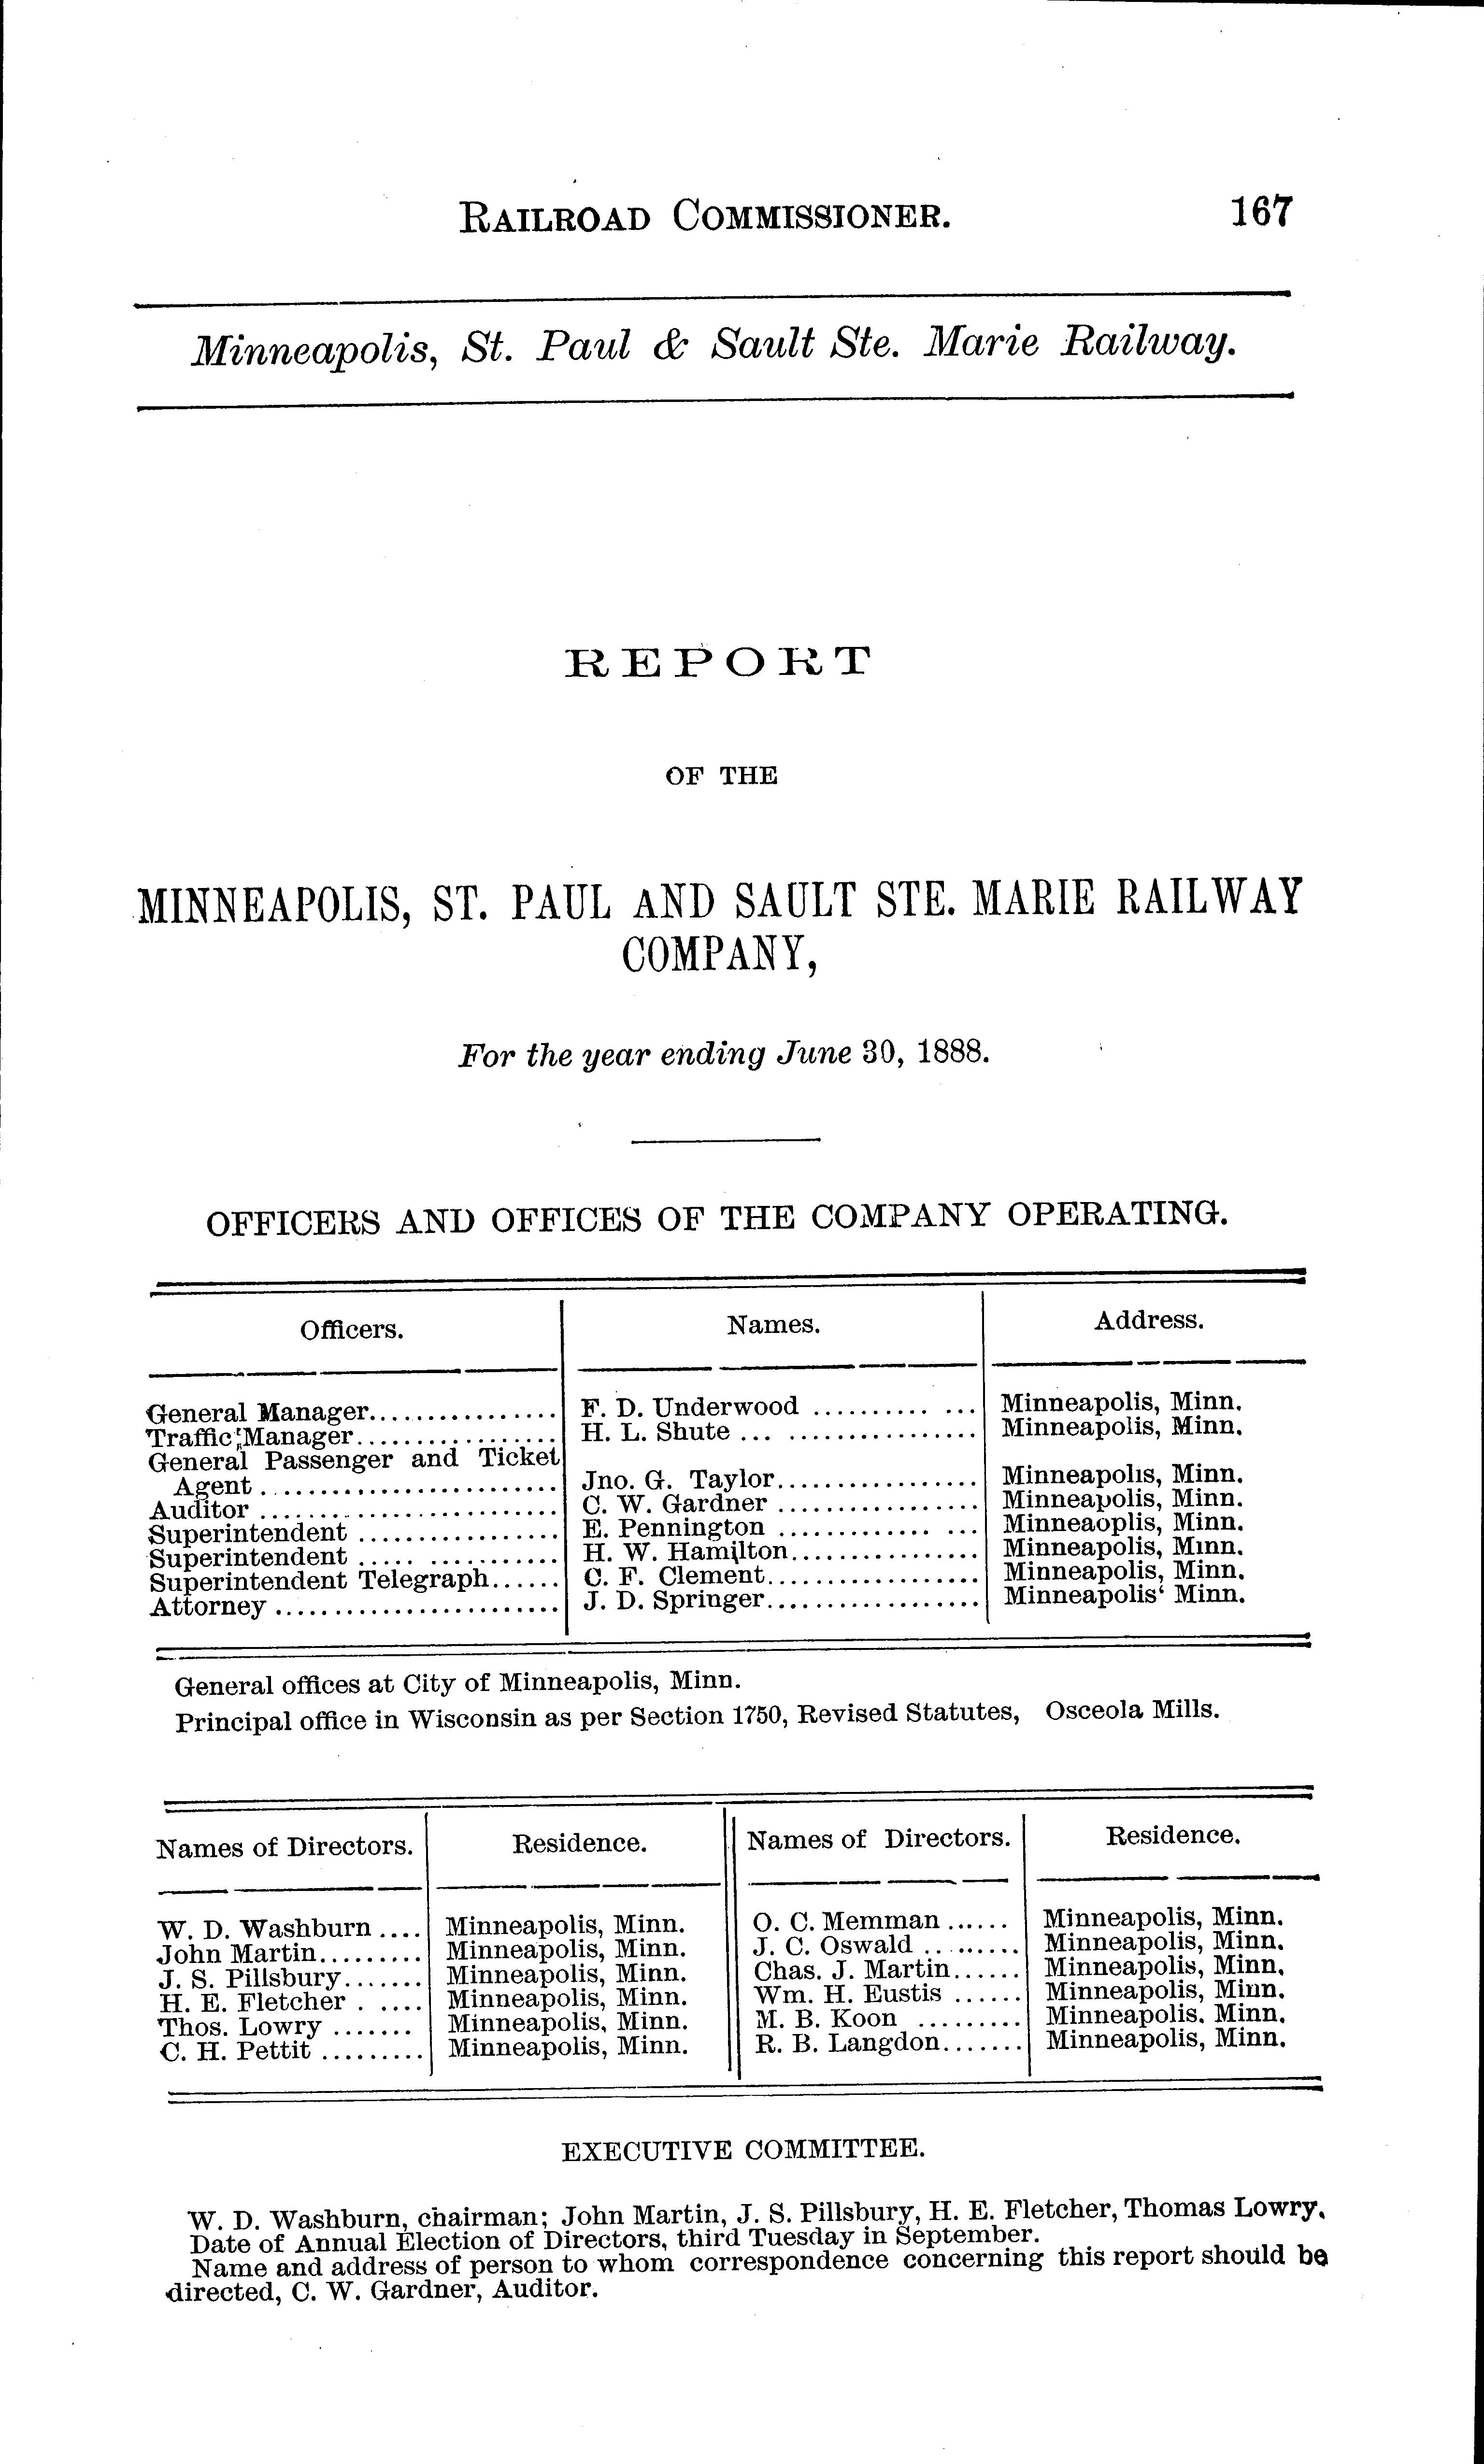 RAILROAD COMMISSIONER. 167
Minneapolis, St. Paul & Sault Ste. Marie Railway.
REPORT
OF THE
MINNEAPOLIS, ST. PAUL AND SAULT STE. MARIE RAILWAY
COMPANY,
For the year ending June 30, 1888.
OFFICERS AND OFFICES OF THE COMPANY OPERATING.
Officers. Names. Address.
General Manager................ F. D. Underwood .......... ... Minneapolis, Minn.
Traffic Manager................. H. L. Shute ... ................ Minneapolis, Minn.
General Passenger and Ticket
Agent ......................... Jno. G. Taylor................. Minneapolis, Minn.
Auditor ......................... C. W. Gardner ................. Minneapolis, Minn.
Superintendent ................. E. Pennington ............. ... Minneaoplis, Minn.
Superintendent ..... ........... H. W. Hamilton................ Minneapolis, Minn.
Superintendent Telegraph...... C. F. Clement.................. Minneapolis, Minn.
Attorney ........................ J. D. Springer.................. Minneapolis‘ Minn.
General offices at City of Minneapolis, Minn.
Principal office in Wisconsin as per Section 1750, Revised Statutes, Osceola Mills.
Names of Directors. Residence. Names of Directors. Residence.
W. D. Washburn .... Minneapolis, Minn. O. C. Memman ...... Minneapolis, Minn.
John Martin......... Minneapolis, Minn. J. C. Oswald .. ...... Minneapolis, Minn.
J. S. Pillsbury....... Minneapolis, Minn. Chas. J. Martin...... Minneapolis, Minn.
H. E. Fletcher . .... Minneapolis, Minn. Wm. H. Eustis ...... Minneapolis, Minn.
Thos. Lowry ....... Minneapolis, Minn. M. B. Koon ......... Minneapolis. Minn.
C. H. Pettit ......... Minneapolis, Minn. R. B. Langdon....... Minneapolis, Minn.
EXECUTIVE COMMITTEE.
W. D. Washburn, chairman; John Martin, J. S. Pillsbury, H. E. Fletcher, Thomas Lowry.
Date of Annual Election of Directors, third Tuesday in September.
Name and address of person to whom correspondence concerning this report should be
directed, C. W. Gardner, Auditor.